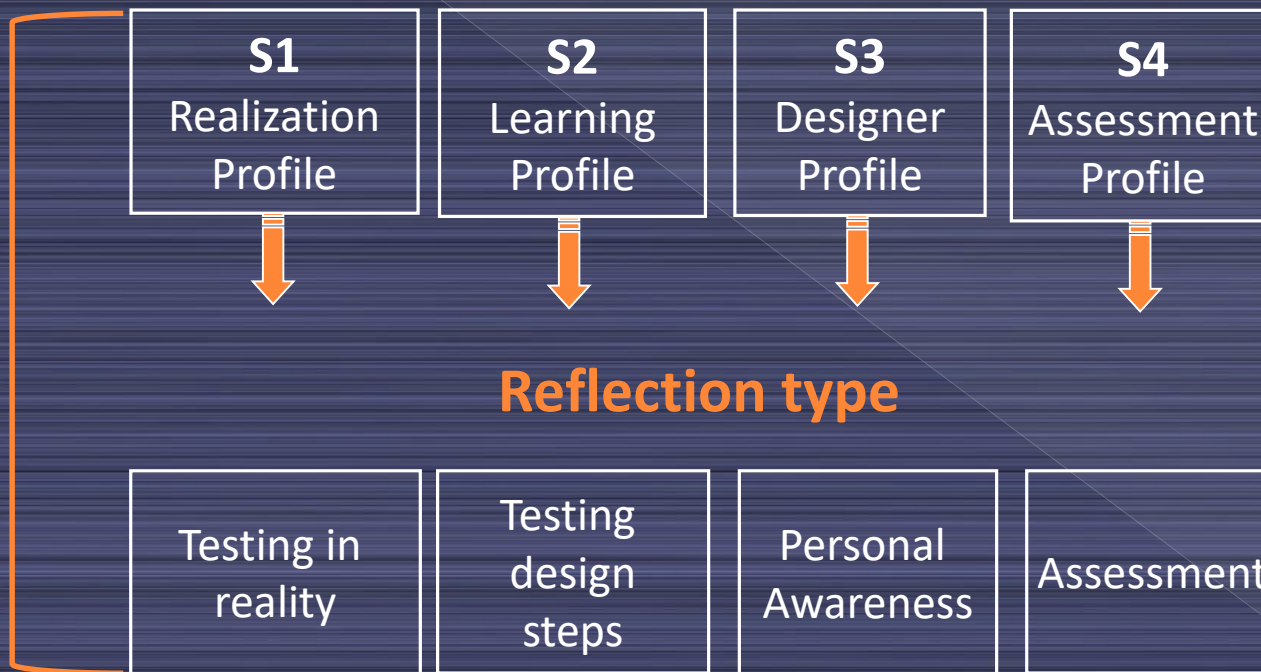 S1
Realization
Profile
S2
Learning
Profile
S3
Designer
Profile
S4
Assessment
Profile
Reflection type
Testing in
reality
Testing
design
steps
Personal
Awareness
Assessment